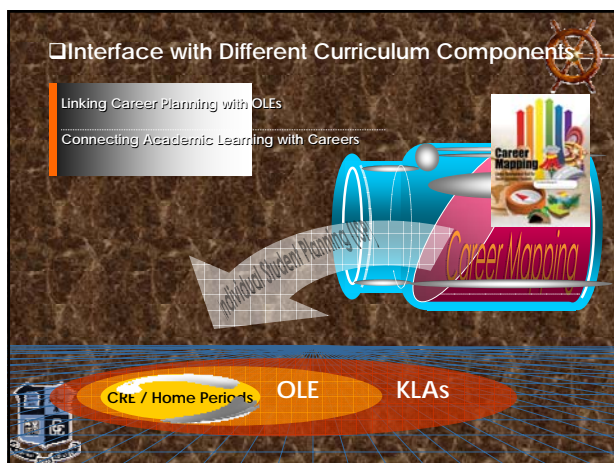 ❑Interface with Different Curriculum Components
Linking Career Planning with OLEs
Connecting Academic Learning with Careers
Career
Mapping
Career Mapping
Individual Student Planning (ISP)
CRE / Home Periods
OLE
KLAs